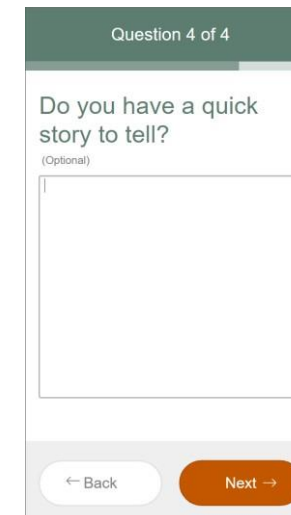 Question 4 of 4
Do you have a quick
story to tell?
(Optional)
← Back
Next →